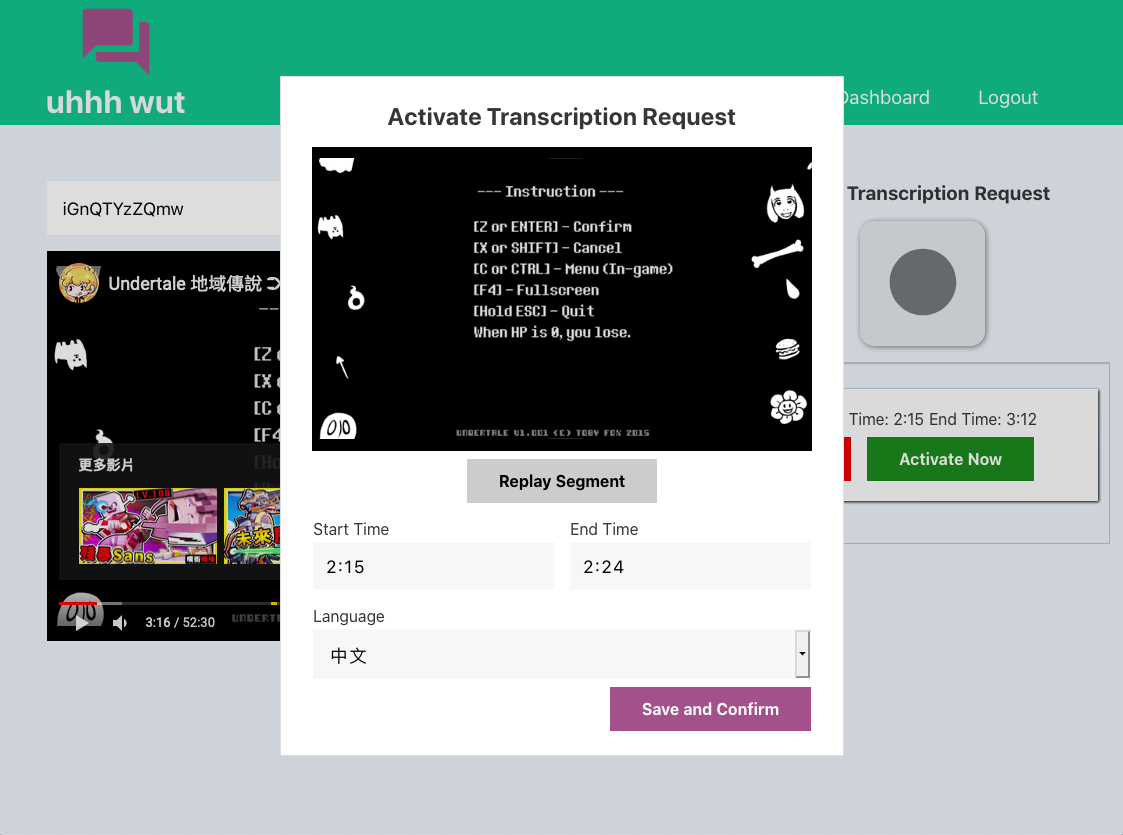 uhhh wut
Dashboard
Logout
Activate Transcription Request
--- Instruction ---
[Z or ENTER] - Confirm
[X or SHIFT] - Cancel
[C or CTRL] - Menu (In-game)
[F4] - Fullscreen
[Hold ESC] - Quit
When HP is 0, you lose.
UNDERTALE V1.001 (C) TOBY FOX 2015
Replay Segment
Start Time
End Time
2:15
2:24
Language
中文
Save and Confirm
iGnQTYzZQmw
Undertale 地域傳說
[Z
[X
[C
[F4]
[Ho
更多影片
LV.100
殘暴Sans
未來
3:16 / 52:30
UNDERT
Transcription Request
Time: 2:15 End Time: 3:12
Activate Now